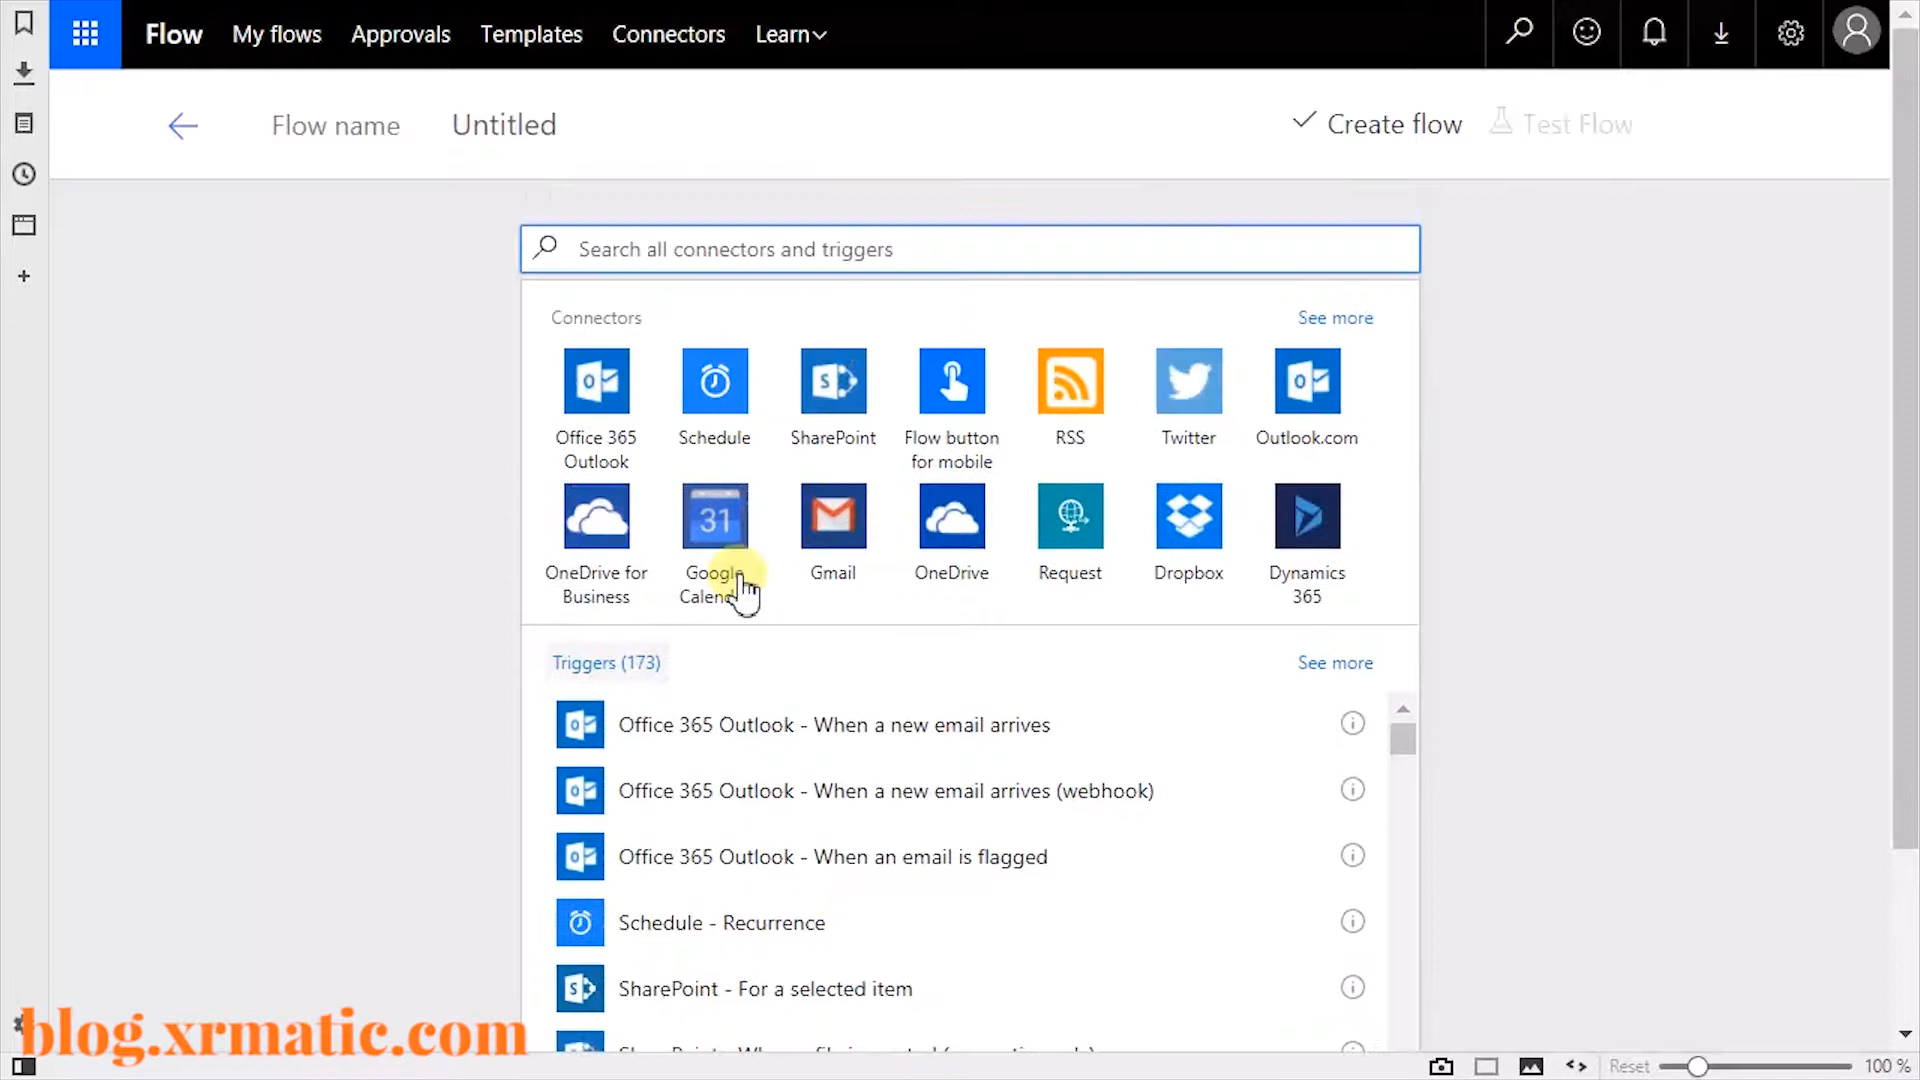 Flow My flows Approvals Templates Connectors Learn
Flow name Untitled Create flow Test Flow
Search all connectors and triggers
Connectors See more
Office 365 Outlook
Schedule
SharePoint
Flow button for mobile
RSS
Twitter
Outlook.com
OneDrive for Business
31
Google
Gmail
OneDrive
Request
Dropbox
Dynamics 365
Triggers (173) See more
Office 365 Outlook - When a new email arrives
Office 365 Outlook - When a new email arrives (webhook)
Office 365 Outlook - When an email is flagged
Schedule - Recurrence
SharePoint - For a selected item
blog.xrmatic.com
Reset 100 %